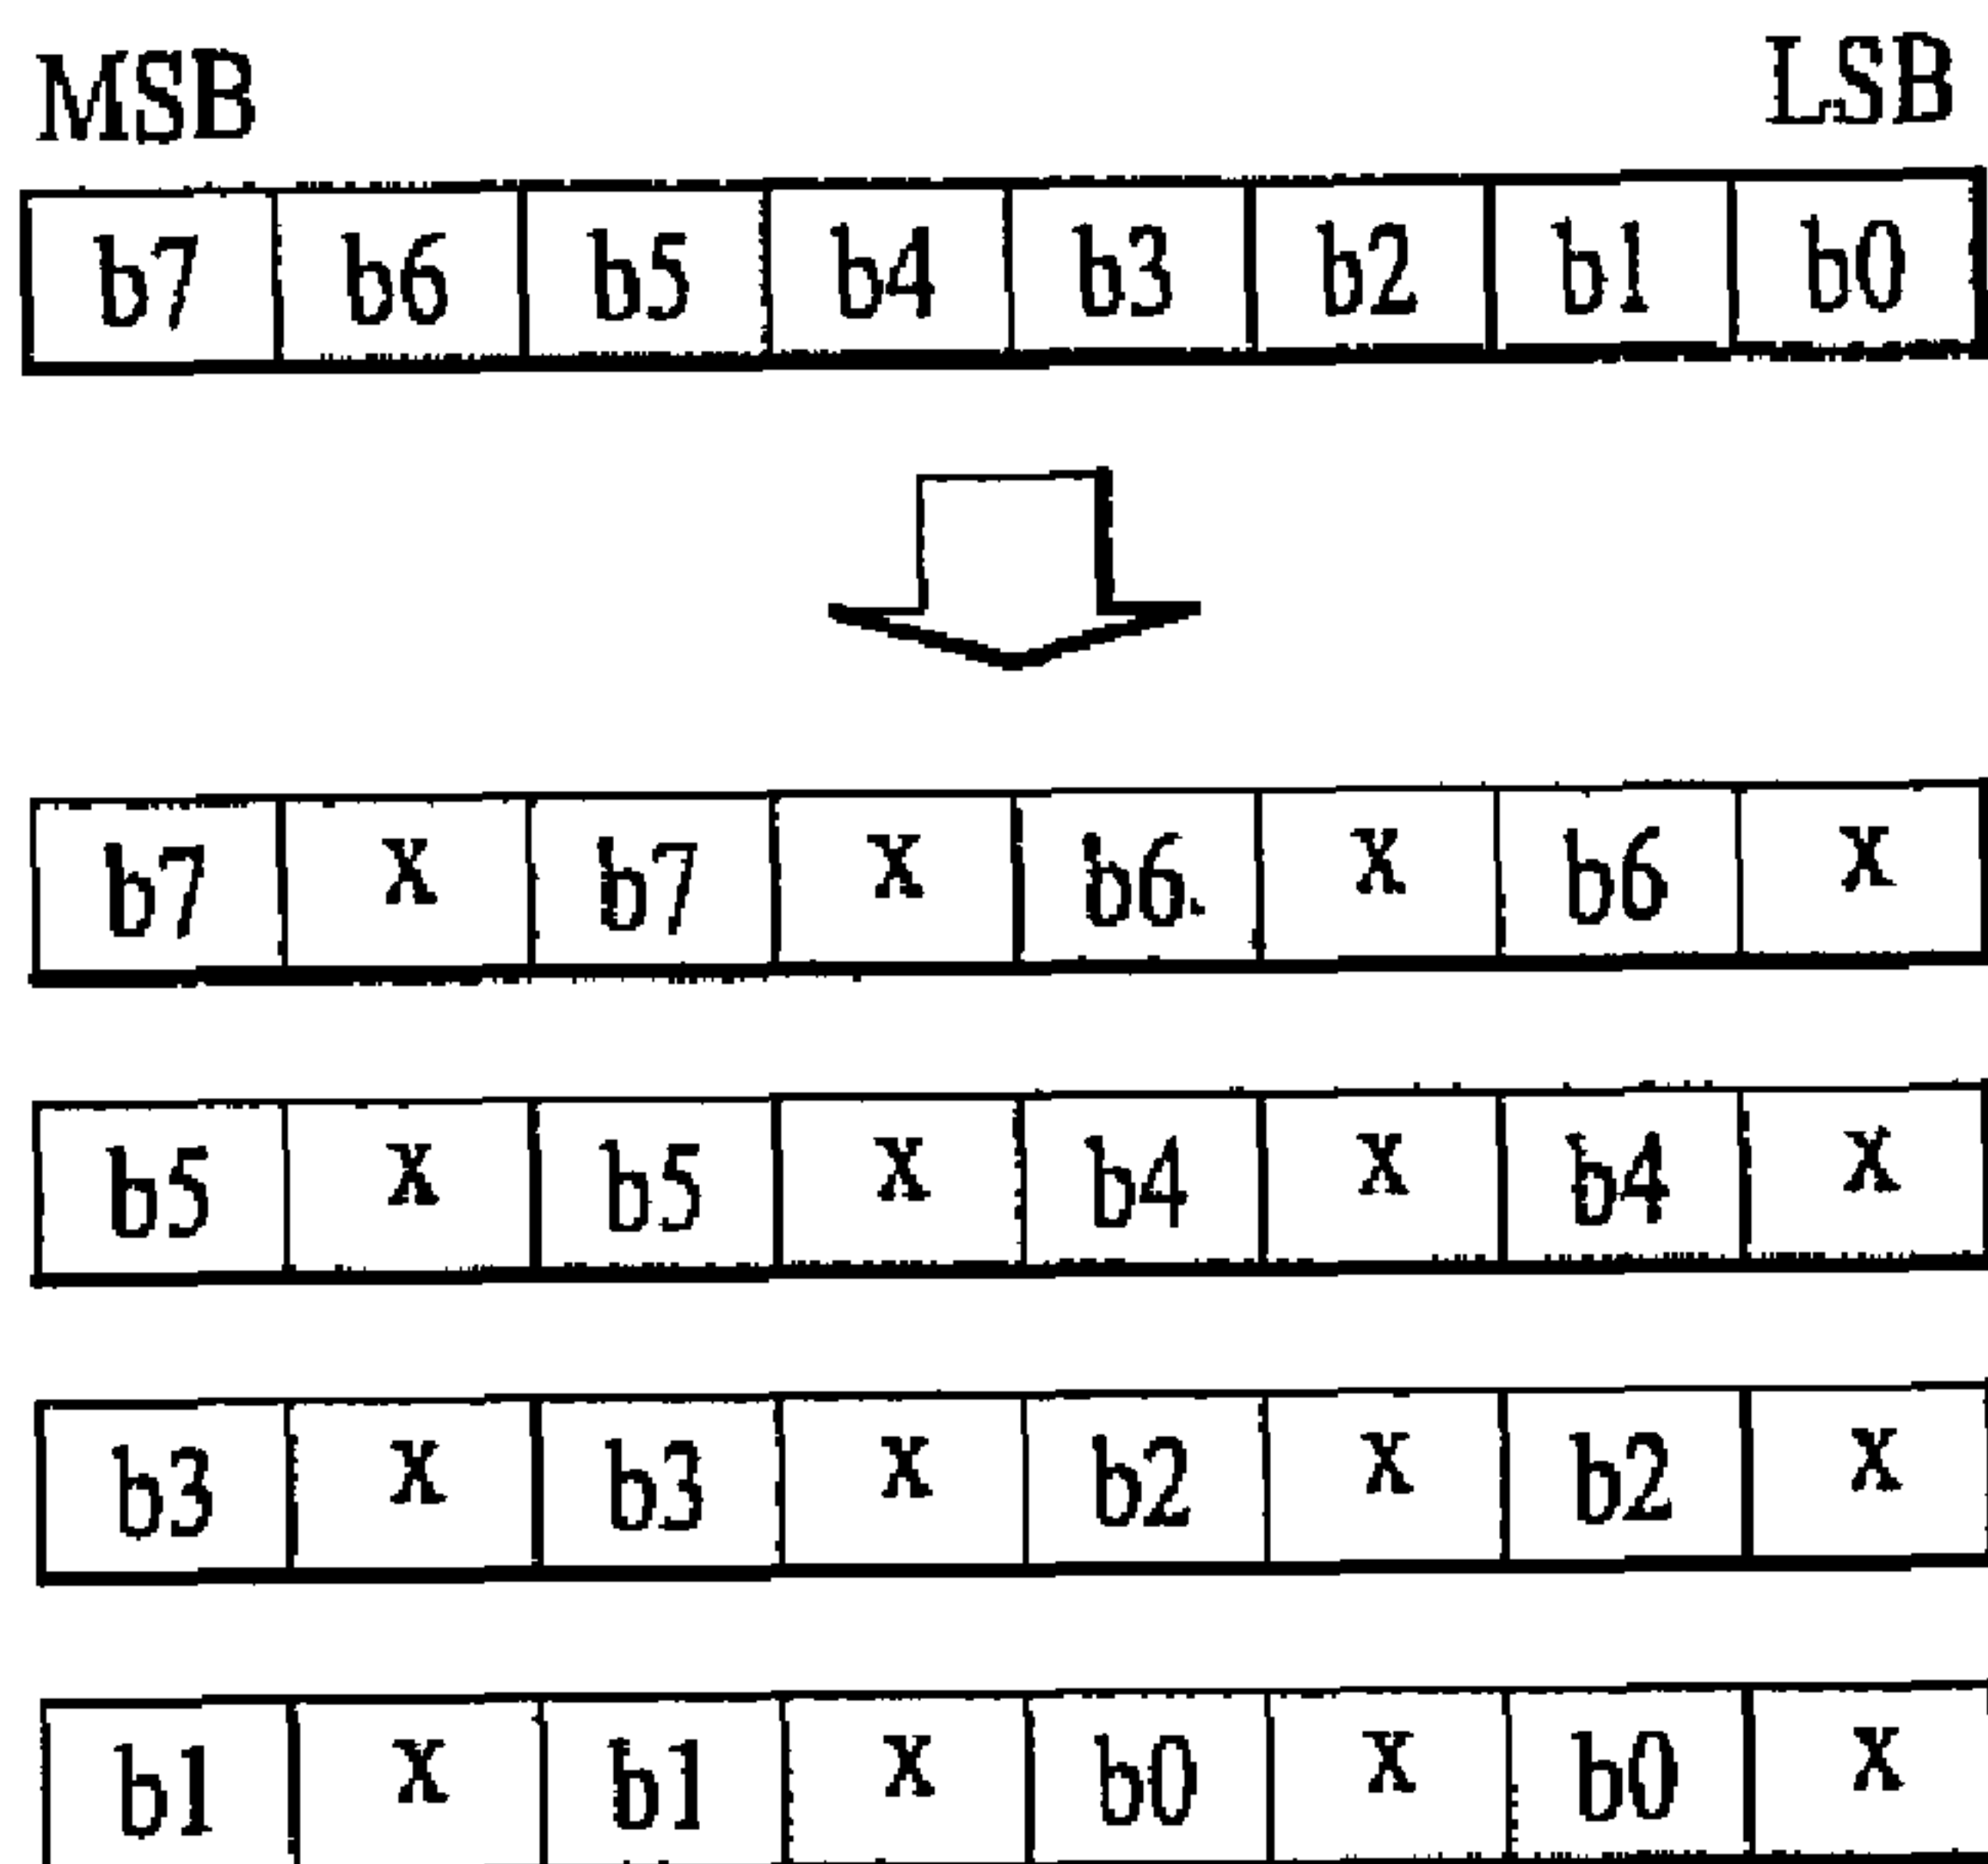 MSB LSB
b7 b6 b5 b4 b3 b2 b1 b0
b7 x b7 x b6. x b6 x
b5 x b5 x b4 x b4 x
b3 x b3 x b2 x b2 x
b1 x b1 x b0 x b0 x